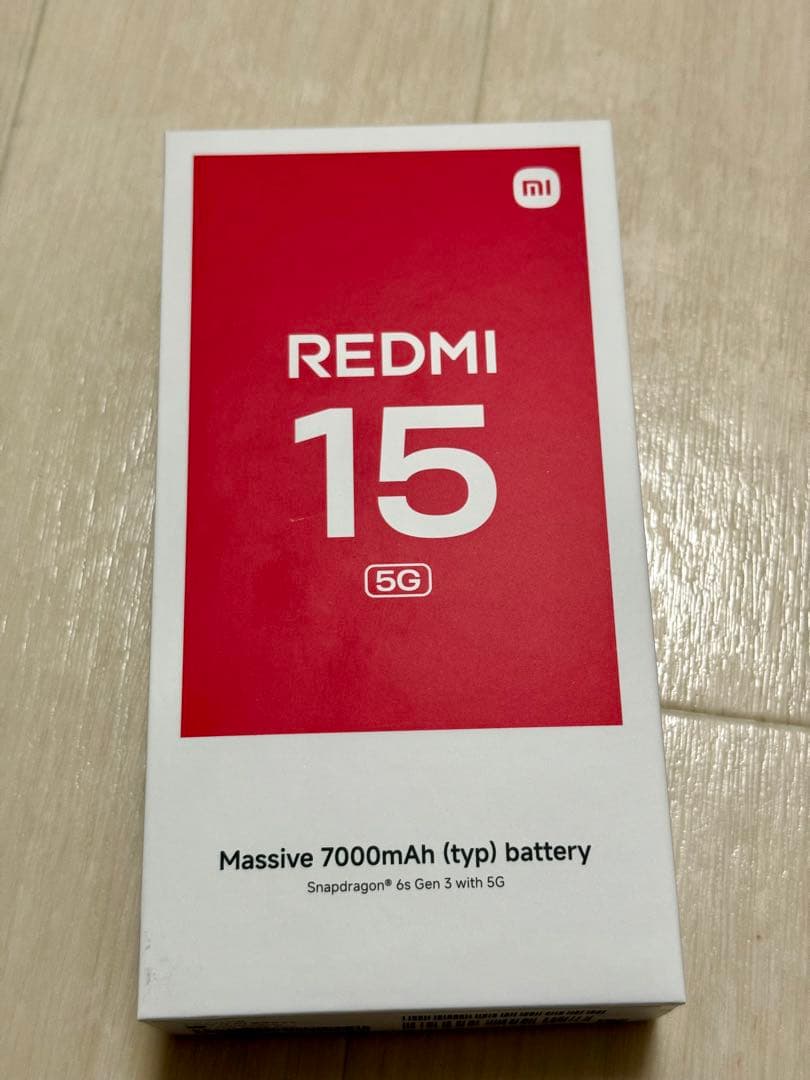 mi
REDMI
15
5G
Massive 7000mAh (typ) battery
Snapdragon® 6s Gen 3 with 5G